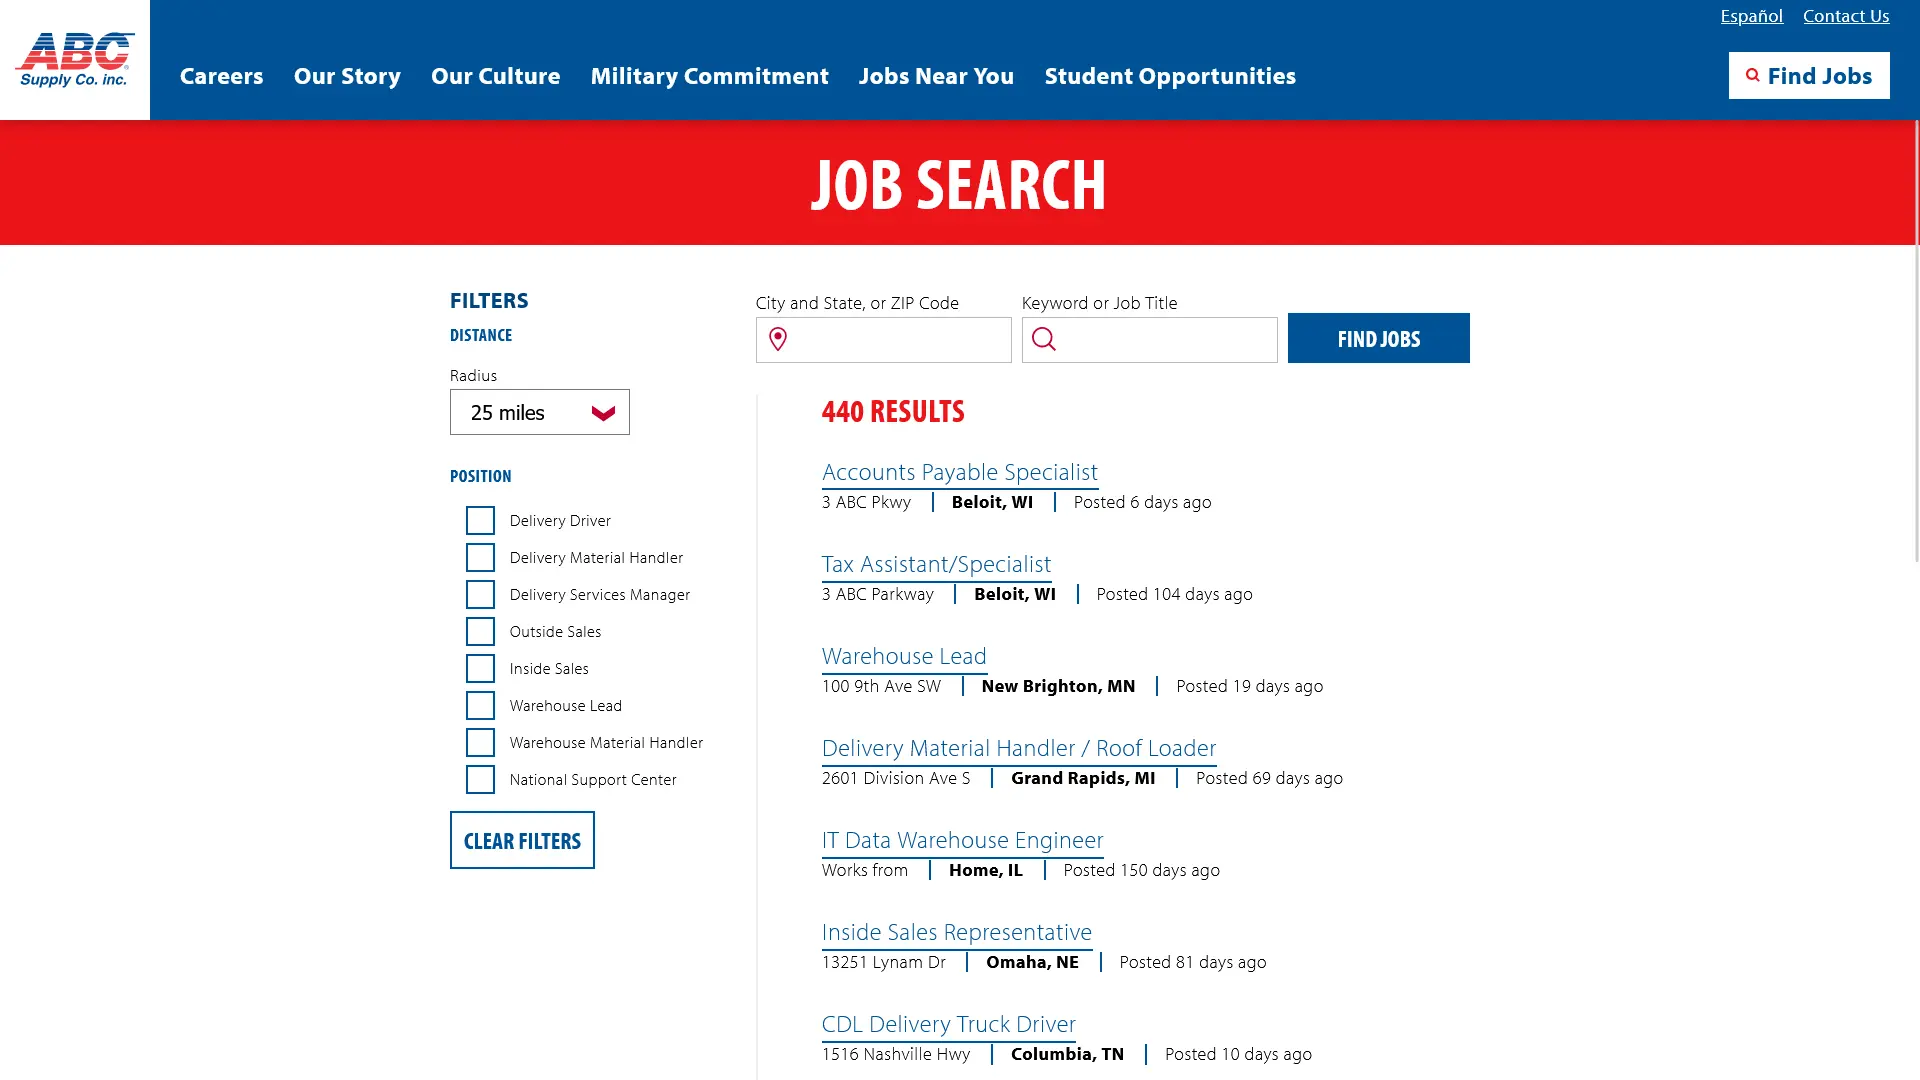 Español Contact Us
ABC
Supply Co. inc.
Careers Our Story Our Culture Military Commitment Jobs Near You Student Opportunities Find Jobs
JOB SEARCH
FILTERS
DISTANCE
Radius
25 miles
POSITION
Delivery Driver
Delivery Material Handler
Delivery Services Manager
Outside Sales
Inside Sales
Warehouse Lead
Warehouse Material Handler
National Support Center
CLEAR FILTERS
City and State, or ZIP Code Keyword or Job Title
FIND JOBS
440 RESULTS
Accounts Payable Specialist
3 ABC Pkwy Beloit, WI Posted 6 days ago
Tax Assistant/Specialist
3 ABC Parkway Beloit, WI Posted 104 days ago
Warehouse Lead
100 9th Ave SW New Brighton, MN Posted 19 days ago
Delivery Material Handler / Roof Loader
2601 Division Ave S Grand Rapids, MI Posted 69 days ago
IT Data Warehouse Engineer
Works from Home, IL Posted 150 days ago
Inside Sales Representative
13251 Lynam Dr Omaha, NE Posted 81 days ago
CDL Delivery Truck Driver
1516 Nashville Hwy Columbia, TN Posted 10 days ago